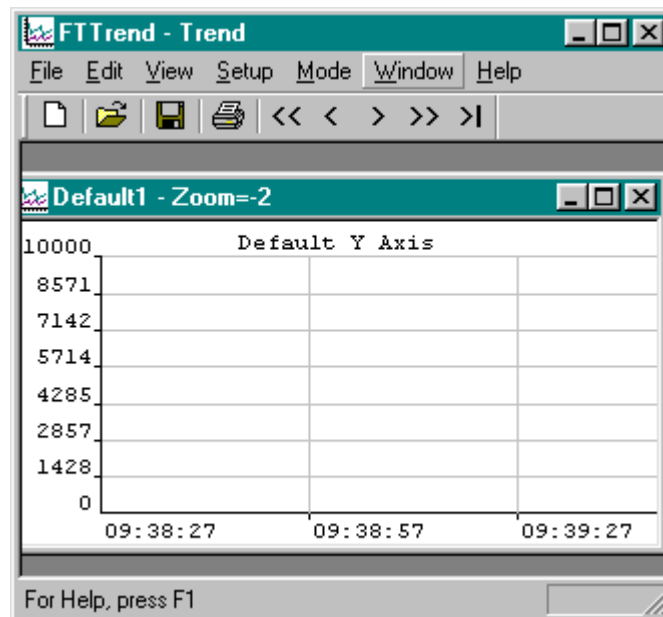 FTTrend - Trend
File Edit View Setup Mode Window Help
<< < > >> >|
Default1 - Zoom=-2
Default Y Axis
10000
8571
7142
5714
4285
2857
1428
0
09:38:27 09:38:57 09:39:27
For Help, press F1